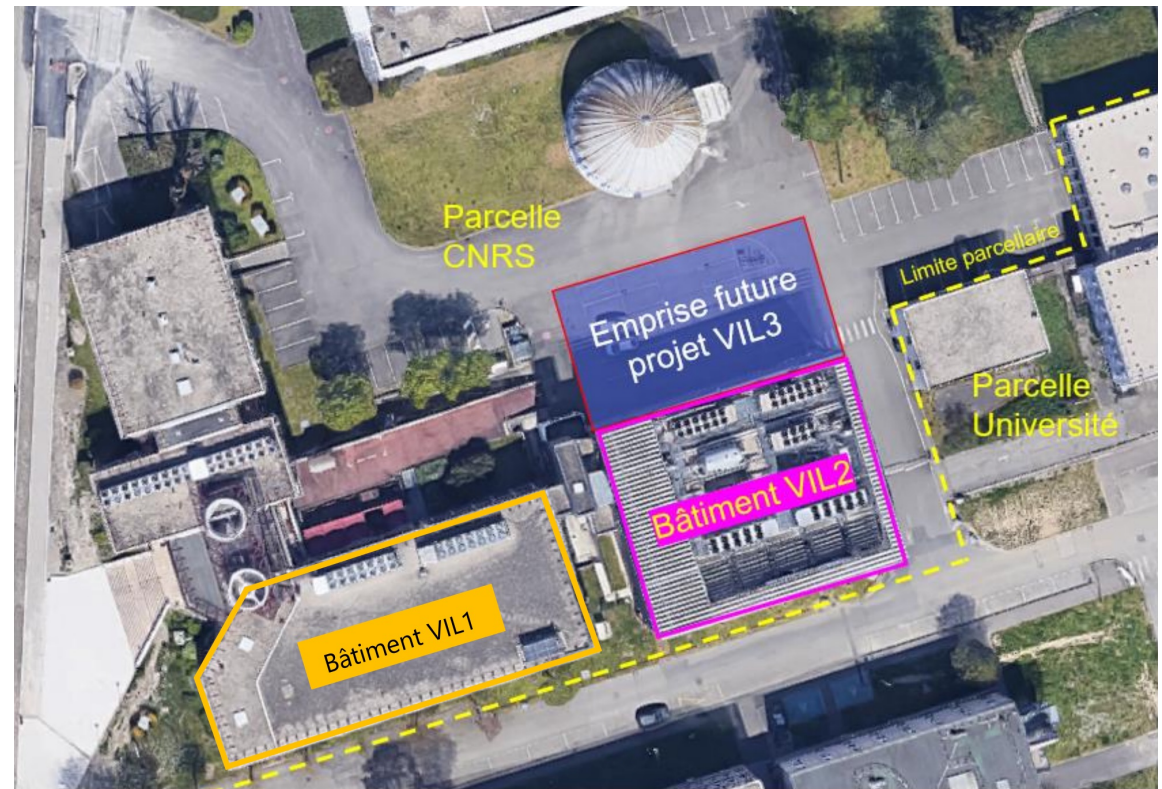 Parcelle
CNRS
Limite parcellaire
Emprise future
projet VIL3
Parcelle
Université
Bâtiment VIL2
Bâtiment VIL1